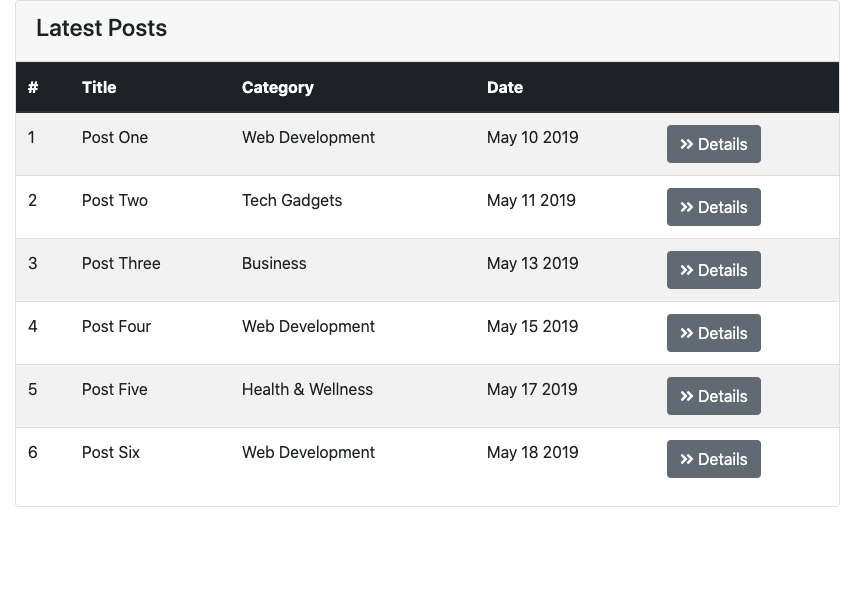 Latest Posts
# Title Category Date
1 Post One Web Development May 10 2019 Details
2 Post Two Tech Gadgets May 11 2019 Details
3 Post Three Business May 13 2019 Details
4 Post Four Web Development May 15 2019 Details
5 Post Five Health & Wellness May 17 2019 Details
6 Post Six Web Development May 18 2019 Details